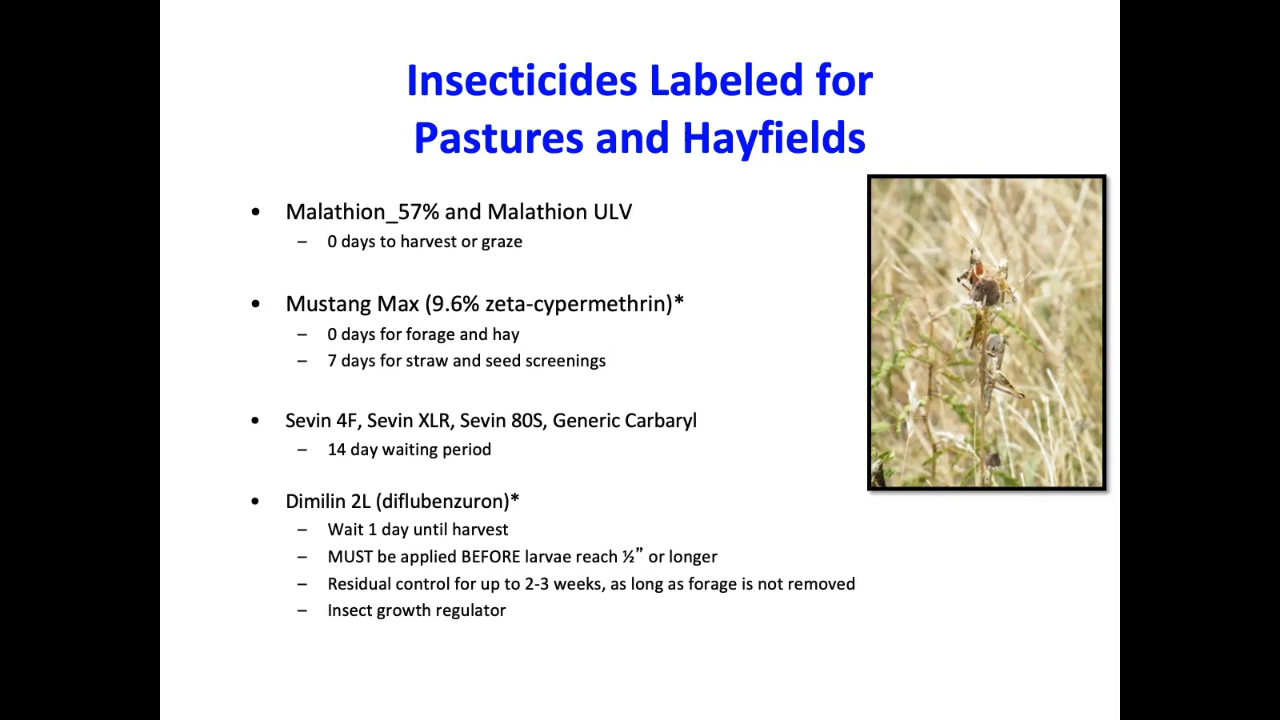 Insecticides Labeled for
Pastures and Hayfields
• Malathion_57% and Malathion ULV
– 0 days to harvest or graze
• Mustang Max (9.6% zeta-cypermethrin)*
– 0 days for forage and hay
– 7 days for straw and seed screenings
• Sevin 4F, Sevin XLR, Sevin 80S, Generic Carbaryl
– 14 day waiting period
• Dimilin 2L (diflubenzuron)*
– Wait 1 day until harvest
– MUST be applied BEFORE larvae reach ½” or longer
– Residual control for up to 2-3 weeks, as long as forage is not removed
– Insect growth regulator